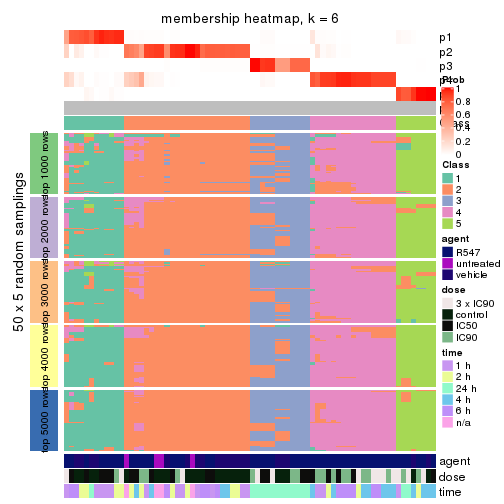 membership heatmap, k = 6
p1
p2
p3
Prob
1
0.8
0.6
0.4
0.2
0
Class
1
2
3
4
5
agent
R547
untreated
vehicle
dose
3 x IC90
control
IC50
IC90
time
1 h
2 h
24 h
4 h
6 h
n/a
50 x 5 random samplings
top 1000 rows
top 2000 rows
top 3000 rows
top 4000 rows
top 5000 rows
agent
dose
time